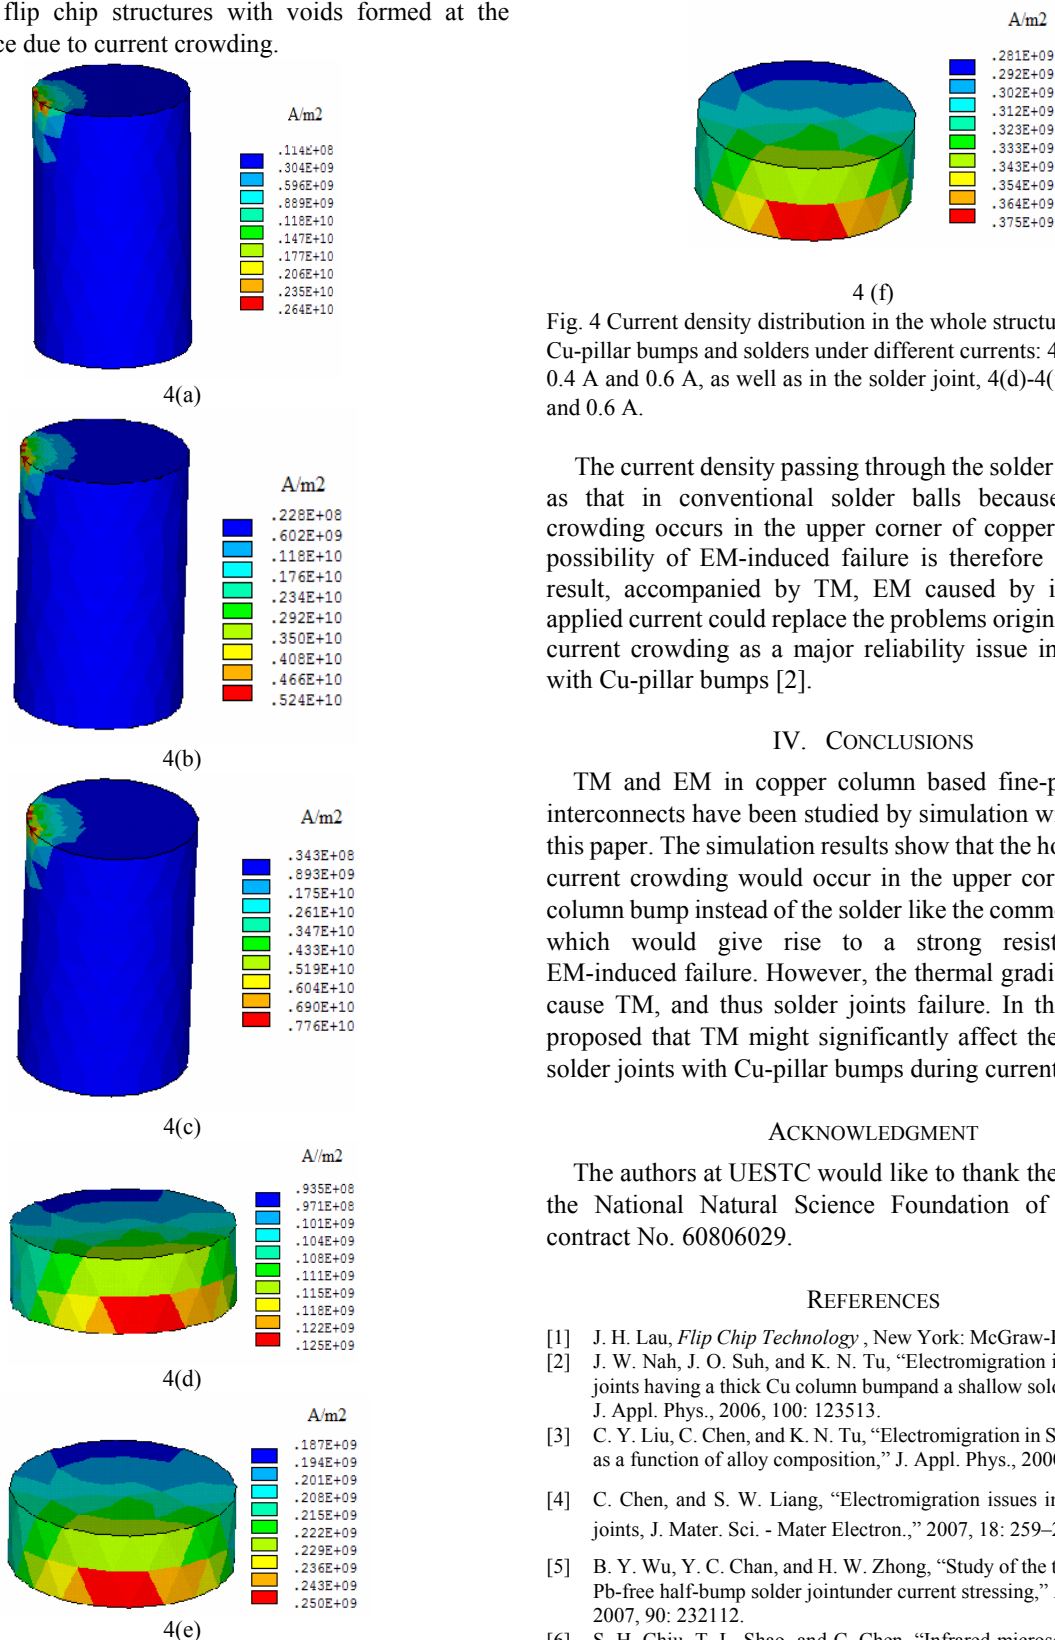 flip chip structures with voids formed at the
ce due to current crowding.
A/m2
.114E+08
.304E+09
.596E+09
.889E+09
.118E+10
.147E+10
.177E+10
.206E+10
.235E+10
.264E+10
4(a)
A/m2
.228E+08
.602E+09
.118E+10
.176E+10
.234E+10
.292E+10
.350E+10
.408E+10
.466E+10
.524E+10
4(b)
A/m2
.343E+08
.893E+09
.175E+10
.261E+10
.347E+10
.433E+10
.519E+10
.604E+10
.690E+10
.776E+10
4(c)
A//m2
.935E+08
.971E+08
.101E+09
.104E+09
.108E+09
.111E+09
.115E+09
.118E+09
.122E+09
.125E+09
4(d)
A/m2
.187E+09
.194E+09
.201E+09
.208E+09
.215E+09
.222E+09
.229E+09
.236E+09
.243E+09
.250E+09
4(e)
A/m2
.281E+09
.292E+09
.302E+09
.312E+09
.323E+09
.333E+09
.343E+09
.354E+09
.364E+09
.375E+09
4 (f)
Fig. 4 Current density distribution in the whole structu
Cu-pillar bumps and solders under different currents: 4
0.4 A and 0.6 A, as well as in the solder joint, 4(d)-4(
and 0.6 A.
The current density passing through the solder
as that in conventional solder balls because
crowding occurs in the upper corner of copper
possibility of EM-induced failure is therefore
result, accompanied by TM, EM caused by i
applied current could replace the problems origin
current crowding as a major reliability issue in
with Cu-pillar bumps [2].
IV. CONCLUSIONS
TM and EM in copper column based fine-p
interconnects have been studied by simulation wi
this paper. The simulation results show that the ho
current crowding would occur in the upper cor
column bump instead of the solder like the comm
which would give rise to a strong resist
EM-induced failure. However, the thermal gradi
cause TM, and thus solder joints failure. In th
proposed that TM might significantly affect the
solder joints with Cu-pillar bumps during current
ACKNOWLEDGMENT
The authors at UESTC would like to thank the
the National Natural Science Foundation of
contract No. 60806029.
REFERENCES
[1] J. H. Lau, Flip Chip Technology , New York: McGraw-H
[2] J. W. Nah, J. O. Suh, and K. N. Tu, “Electromigration i
joints having a thick Cu column bumpand a shallow sold
J. Appl. Phys., 2006, 100: 123513.
[3] C. Y. Liu, C. Chen, and K. N. Tu, “Electromigration in S
as a function of alloy composition,” J. Appl. Phys., 2000
[4] C. Chen, and S. W. Liang, “Electromigration issues in
joints, J. Mater. Sci. - Mater Electron.,” 2007, 18: 259–2
[5] B. Y. Wu, Y. C. Chan, and H. W. Zhong, “Study of the t
Pb-free half-bump solder jointunder current stressing,”
2007, 90: 232112.
[6] S. H. Chiu, T. L. Shao, and C. Chen, “Infrared micros